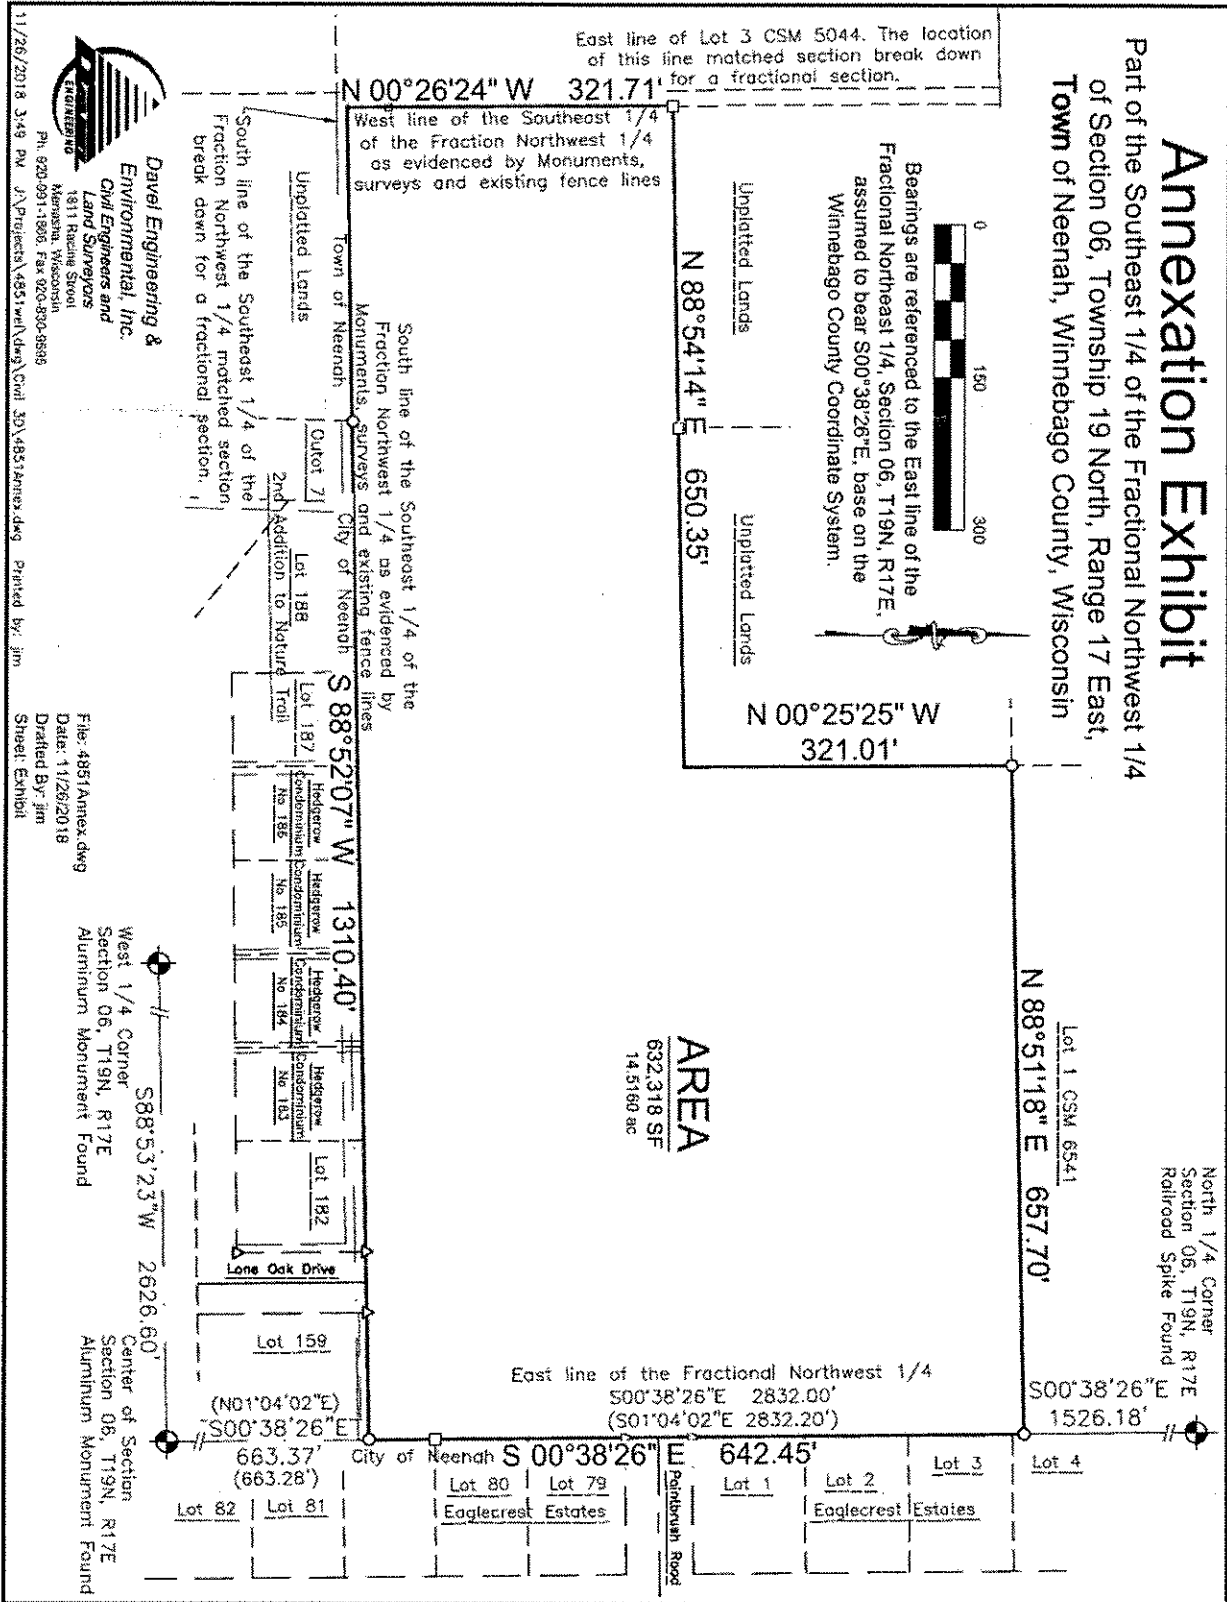 Annexation Exhibit
Part of the Southeast 1/4 of the Fractional Northwest 1/4
of Section 06, Township 19 North, Range 17 East,
Town of Neenah, Winnebago County, Wisconsin
0 150 300
Bearings are referenced to the East line of the
Fractional Northeast 1/4, Section 06, T19N, R17E,
assumed to bear S00°38'26"E, base on the
Winnebago County Coordinate System.
North 1/4 Corner
Section 06, T19N, R17E
Railroad Spike Found
S00°38'26"E
1526.18'
Lot 1 CSM 6541
N 88°51'18" E 657.70'
N 00°25'25" W
321.01'
Unplatted Lands
Unplatted Lands
N 88°54'14" E 650.35'
East line of Lot 3 CSM 5044. The location
of this line matched section break down
for a fractional section.
N 00°26'24" W 321.71'
West line of the Southeast 1/4
of the Fraction Northwest 1/4
as evidenced by Monuments,
surveys and existing fence lines
AREA
632,318 SF
14.5160 ac
East line of the Fractional Northwest 1/4
S00°38'26"E 2832.00'
(S01°04'02"E 2832.20')
City of Neenah
S 00°38'26" E 642.45'
Lot 4
Lot 3
Lot 2
Lot 1
Eaglecrest Estates
Paintbrush Road
Lot 79
Lot 80
Eaglecrest Estates
Lot 81
Lot 82
South line of the Southeast 1/4 of the
Fraction Northwest 1/4 as evidenced by
Monuments, surveys and existing fence lines
Town of Neenah
City of Neenah
S 88°52'07" W 1310.40'
Unplatted Lands
Outot 7
Lot 188
2nd Addition to Nature Trail
Lot 187
Hedgerow
Condominium
No 186
Hedgerow
Condominium
No 185
Hedgerow
Condominium
No 184
Hedgerow
Condominium
No 183
Lot 182
Lone Oak Drive
Lot 159
(N01°04'02"E)
S00°38'26"E
663.37'
(663.28')
South line of the Southeast 1/4 of the
Fraction Northwest 1/4 matched section
break down for a fractional section.
S88°53'23"W 2626.60'
West 1/4 Corner
Section 06, T19N, R17E
Aluminum Monument Found
Center of Section
Section 06, T19N, R17E
Aluminum Monument Found
ENGINEERING
Davel Engineering &
Environmental, Inc.
Civil Engineers and
Land Surveyors
1811 Racine Street
Menasha, Wisconsin
Ph. 920-991-1866, Fax 920-830-9595
File: 4851Annex.dwg
Date: 11/26/2018
Drafted By: jim
Sheet: Exhibit
11/26/2018 3:49 PM J:\Projects\4851wel\dwg\Civil 3D\4851Annex.dwg Printed by: jim